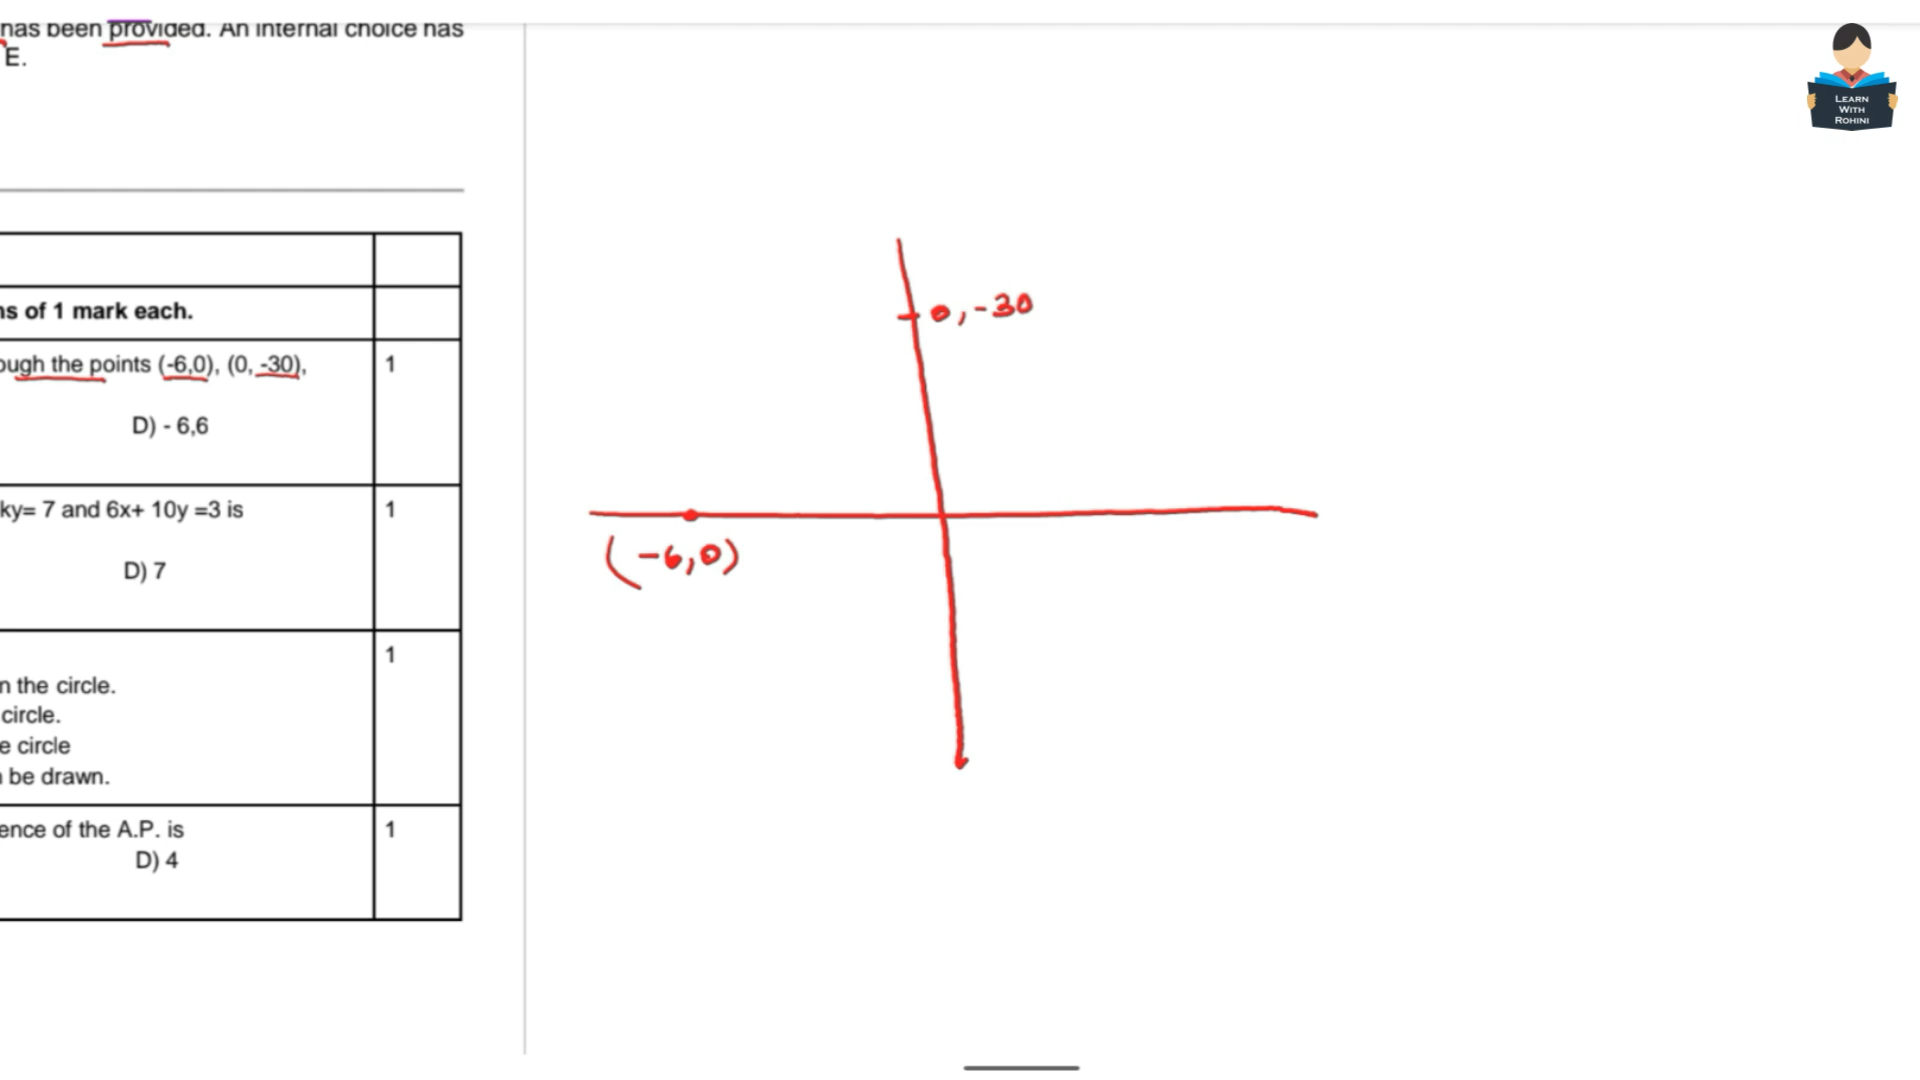 has been provided. An internal choice has
E.
ns of 1 mark each.
ough the points (-6,0), (0, -30),
1
D) - 6,6
ky= 7 and 6x+ 10y =3 is
1
D) 7
1
n the circle.
circle.
e circle
be drawn.
ence of the A.P. is
1
D) 4
0, -30
(-6,0)
LEARN
WITH
ROHINI